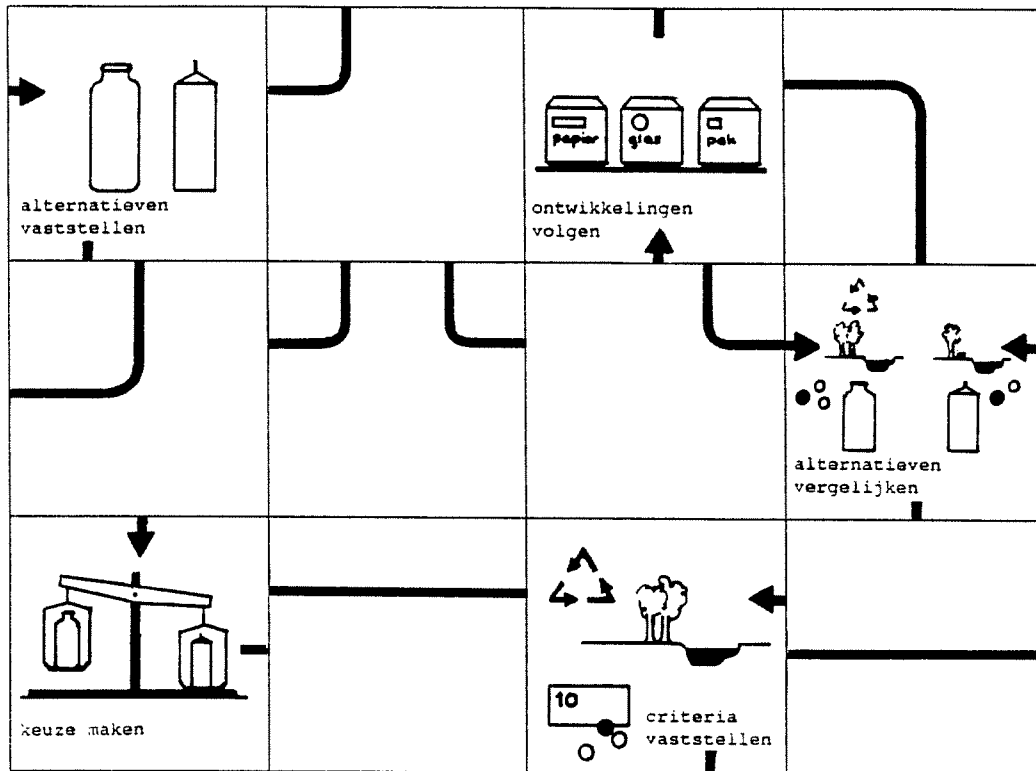 alternatieven
vaststellen
papier
glas
pak
ontwikkelingen
volgen
alternatieven
vergelijken
keuze maken
10
criteria
vaststellen